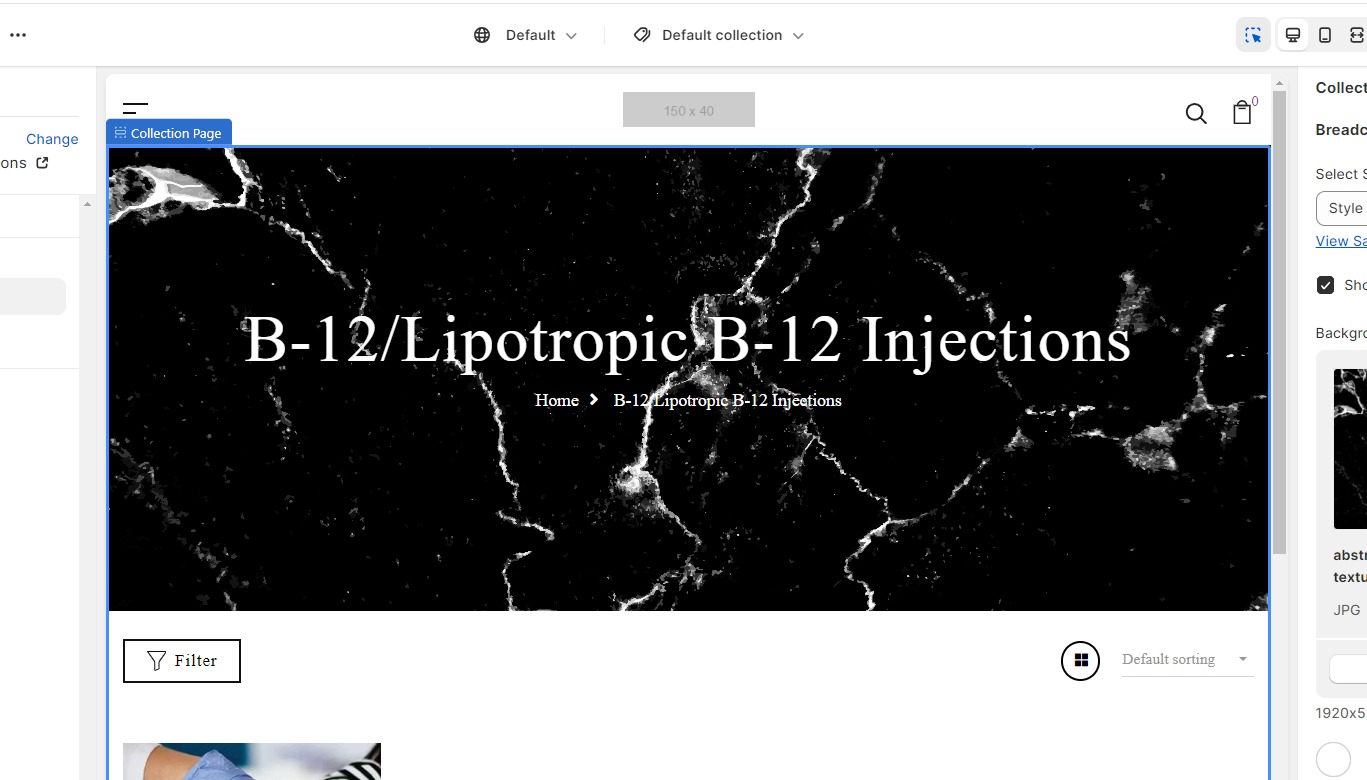 Default
Default collection
Change
ons
150 x 40
0
Collection Page
B-12/Lipotropic B-12 Injections
Home
B-12/Lipotropic B-12 Injections
Filter
Default sorting
Collect
Breadc
Select S
Style
View Sa
Sho
Backgro
abstr
textu
JPG
1920x5